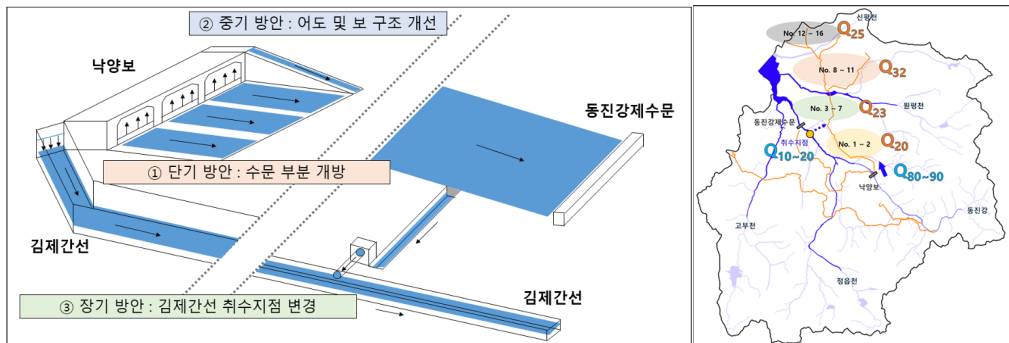 ② 중기 방안 : 어도 및 보 구조 개선
낙양보
동진강제수문
① 단기 방안 : 수문 부분 개방
김제간선
김제간선
③ 장기 방안 : 김제간선 취수지점 변경
신평천
No. 12 ~ 16
Q25
No. 8 ~ 11
Q32
원평천
No. 3 ~ 7
Q23
동진강제수문
취수지점
No. 1 ~ 2
Q20
Q10~20
Q80~90
낙양보
동진강
고부천
정읍천